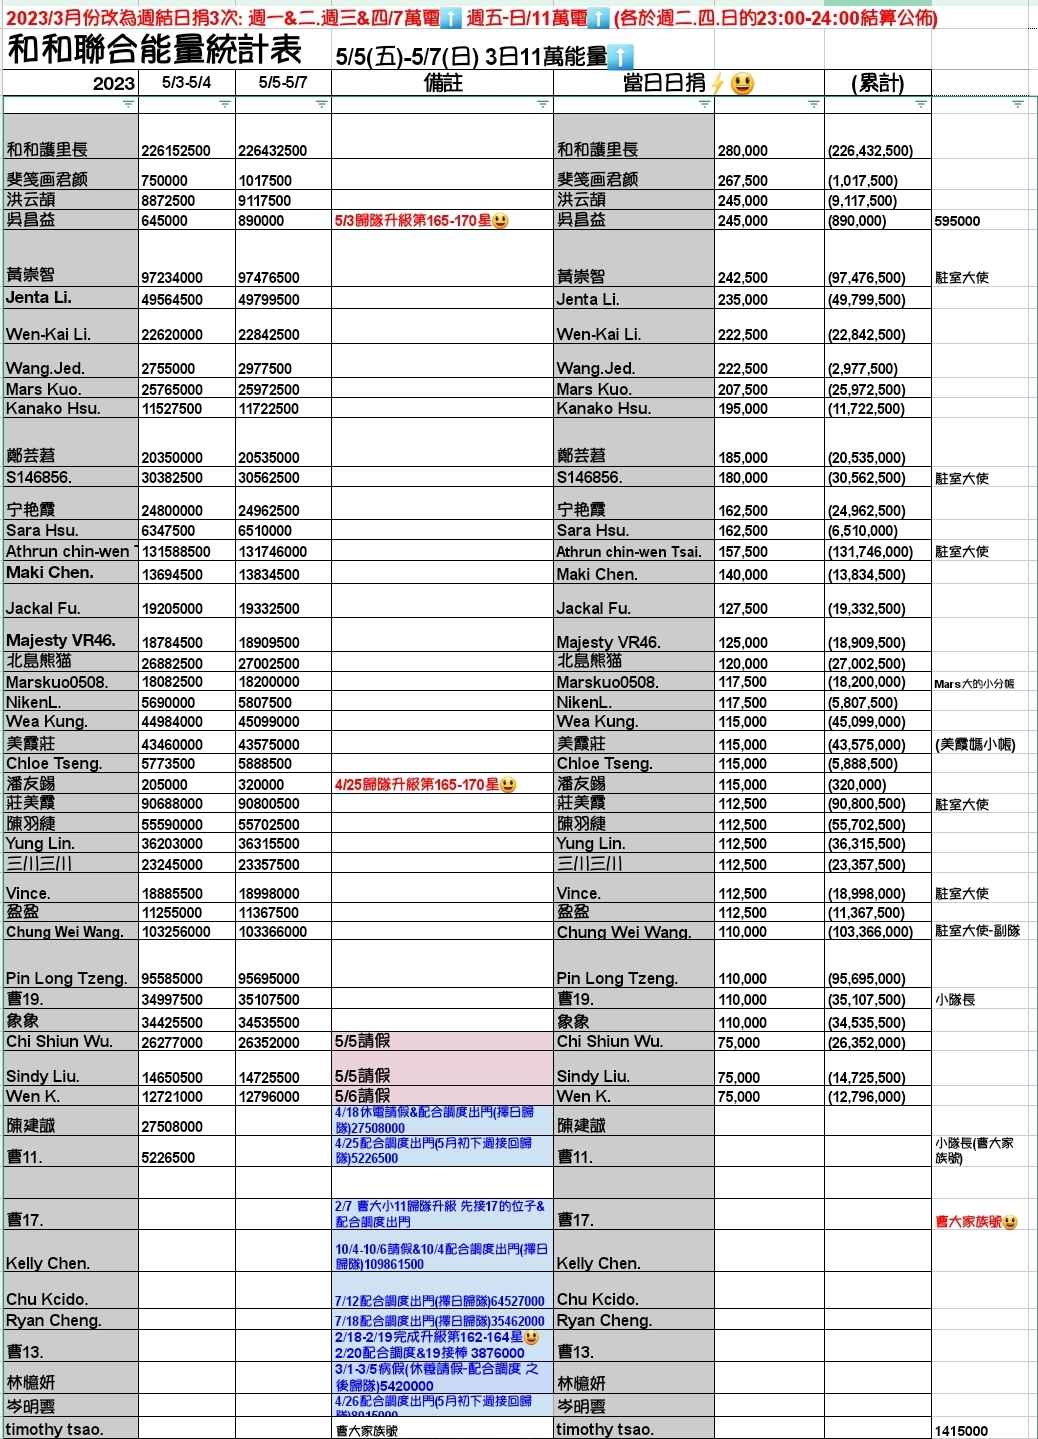 2023/3月份改為週結日捐3次: 週一&二.週三&四/7萬電⬆️ 週五-日/11萬電⬆️ (各於週二.四.日的23:00-24:00結算公佈)
和和聯合能量統計表 5/5(五)-5/7(日) 3日11萬能量⬆️
2023 5/3-5/4 5/5-5/7 備註 當日日捐⚡😃 (累計)
和和護里長 226152500 226432500 和和護里長 280,000 (226,432,500)
斐笺画君颜 750000 1017500 斐笺画君颜 267,500 (1,017,500)
洪云頡 8872500 9117500 洪云頡 245,000 (9,117,500)
吳昌益 645000 890000 5/3歸隊升級第165-170星😃 吳昌益 245,000 (890,000) 595000
黃崇智 97234000 97476500 黃崇智 242,500 (97,476,500) 駐室大使
Jenta Li. 49564500 49799500 Jenta Li. 235,000 (49,799,500)
Wen-Kai Li. 22620000 22842500 Wen-Kai Li. 222,500 (22,842,500)
Wang.Jed. 2755000 2977500 Wang.Jed. 222,500 (2,977,500)
Mars Kuo. 25765000 25972500 Mars Kuo. 207,500 (25,972,500)
Kanako Hsu. 11527500 11722500 Kanako Hsu. 195,000 (11,722,500)
鄭芸莙 20350000 20535000 鄭芸莙 185,000 (20,535,000)
S146856. 30382500 30562500 S146856. 180,000 (30,562,500) 駐室大使
宁艳霞 24800000 24962500 宁艳霞 162,500 (24,962,500)
Sara Hsu. 6347500 6510000 Sara Hsu. 162,500 (6,510,000)
Athrun chin-wen T 131588500 131746000 Athrun chin-wen Tsai. 157,500 (131,746,000) 駐室大使
Maki Chen. 13694500 13834500 Maki Chen. 140,000 (13,834,500)
Jackal Fu. 19205000 19332500 Jackal Fu. 127,500 (19,332,500)
Majesty VR46. 18784500 18909500 Majesty VR46. 125,000 (18,909,500)
北島熊猫 26882500 27002500 北島熊猫 120,000 (27,002,500)
Marskuo0508. 18082500 18200000 Marskuo0508. 117,500 (18,200,000) Mars大的小分帳
NikenL. 5690000 5807500 NikenL. 117,500 (5,807,500)
Wea Kung. 44984000 45099000 Wea Kung. 115,000 (45,099,000)
美霞莊 43460000 43575000 美霞莊 115,000 (43,575,000) (美霞媽小帳)
Chloe Tseng. 5773500 5888500 Chloe Tseng. 115,000 (5,888,500)
潘友錫 205000 320000 4/25歸隊升級第165-170星😃 潘友錫 115,000 (320,000)
莊美霞 90688000 90800500 莊美霞 112,500 (90,800,500) 駐室大使
陳羽緁 55590000 55702500 陳羽緁 112,500 (55,702,500)
Yung Lin. 36203000 36315500 Yung Lin. 112,500 (36,315,500)
三川三川 23245000 23357500 三川三川 112,500 (23,357,500)
Vince. 18885500 18998000 Vince. 112,500 (18,998,000) 駐室大使
盈盈 11255000 11367500 盈盈 112,500 (11,367,500)
Chung Wei Wang. 103256000 103366000 Chung Wei Wang. 110,000 (103,366,000) 駐室大使-副隊
Pin Long Tzeng. 95585000 95695000 Pin Long Tzeng. 110,000 (95,695,000)
曹19. 34997500 35107500 曹19. 110,000 (35,107,500) 小隊長
象象 34425500 34535500 象象 110,000 (34,535,500)
Chi Shiun Wu. 26277000 26352000 5/5請假 Chi Shiun Wu. 75,000 (26,352,000)
Sindy Liu. 14650500 14725500 5/5請假 Sindy Liu. 75,000 (14,725,500)
Wen K. 12721000 12796000 5/6請假 Wen K. 75,000 (12,796,000)
陳建誠 27508000 4/18休電請假&配合調度出門(擇日歸
隊)27508000 陳建誠
曹11. 5226500 4/25配合調度出門(5月初下週接回歸
隊)5226500 曹11. 小隊長(曹大家
族號)
曹17. 2/7 曹大小11歸隊升級 先接17的位子&
配合調度出門 曹17. 曹大家族號😃
Kelly Chen. 10/4-10/6請假&10/4配合調度出門(擇日
歸隊)109861500 Kelly Chen.
Chu Kcido. 7/12配合調度出門(擇日歸隊)64527000 Chu Kcido.
Ryan Cheng. 7/18配合調度出門(擇日歸隊)35462000 Ryan Cheng.
曹13. 2/18-2/19完成升級第162-164星😃
2/20配合調度&19接棒 3876000 曹13.
林憶妍 3/1-3/5病假(休養請假-配合調度 之
後歸隊)5420000 林憶妍
岑明雲 4/26配合調度出門(5月初下週接回歸
隊)8015000 岑明雲
timothy tsao. 曹大家族號 timothy tsao. 1415000